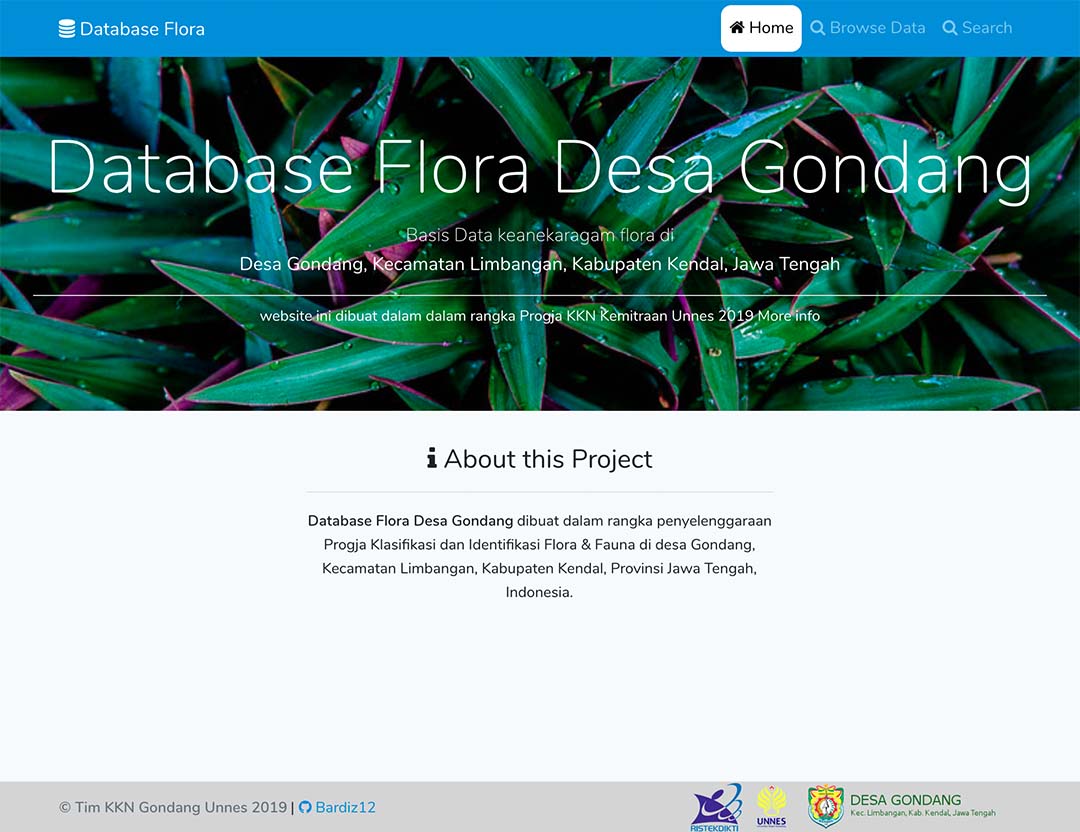 Database Flora
Home
Browse Data
Search
Database Flora Desa Gondang
Basis Data keanekaragam flora di
Desa Gondang, Kecamatan Limbangan, Kabupaten Kendal, Jawa Tengah
website ini dibuat dalam dalam rangka Progja KKN Kemitraan Unnes 2019 More info
About this Project
Database Flora Desa Gondang dibuat dalam rangka penyelenggaraan
Progja Klasifikasi dan Identifikasi Flora & Fauna di desa Gondang,
Kecamatan Limbangan, Kabupaten Kendal, Provinsi Jawa Tengah,
Indonesia.
© Tim KKN Gondang Unnes 2019 | Bardiz12
RISTEKDIKTI
UNNES
DESA GONDANG
Kec. Limbangan, Kab. Kendal, Jawa Tengah